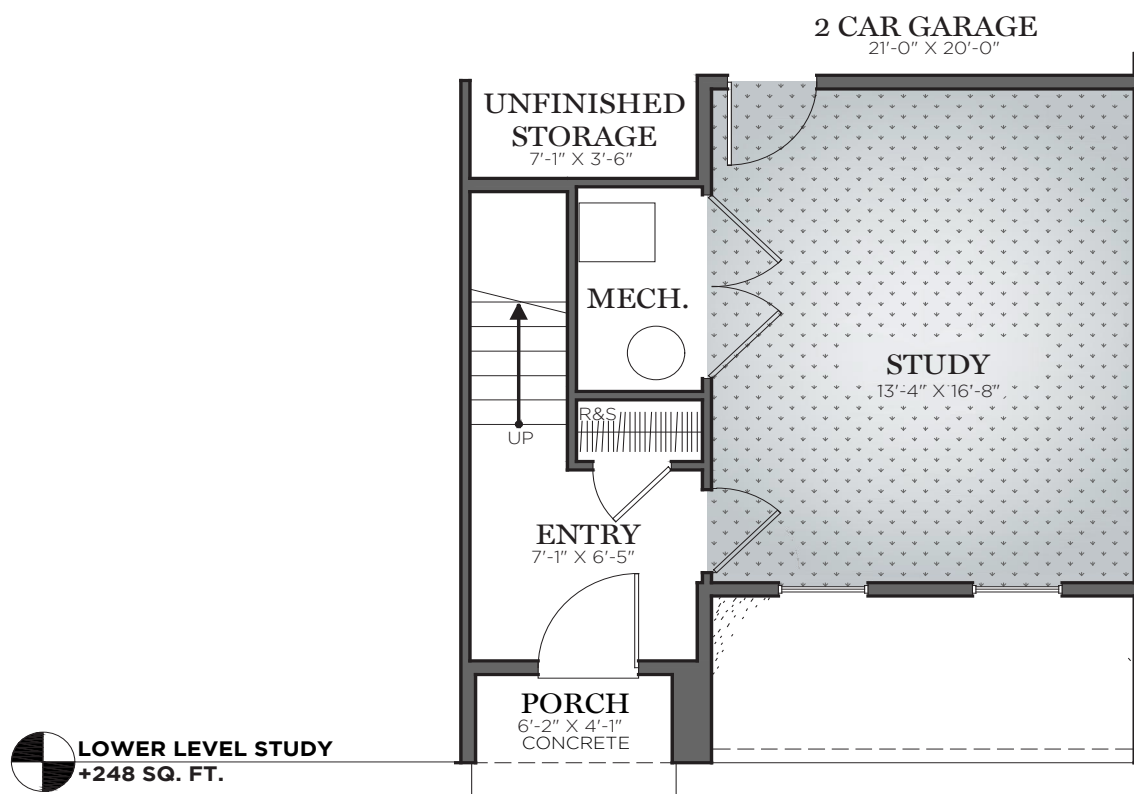 2 CAR GARAGE
21'-0" X 20'-0"
UNFINISHED
STORAGE
7'-1" X 3'-6"
MECH.
STUDY
13'-4" X 16'-8"
R&S
UP
ENTRY
7'-1" X 6'-5"
PORCH
6'-2" X 4'-1"
CONCRETE
LOWER LEVEL STUDY
+248 SQ. FT.